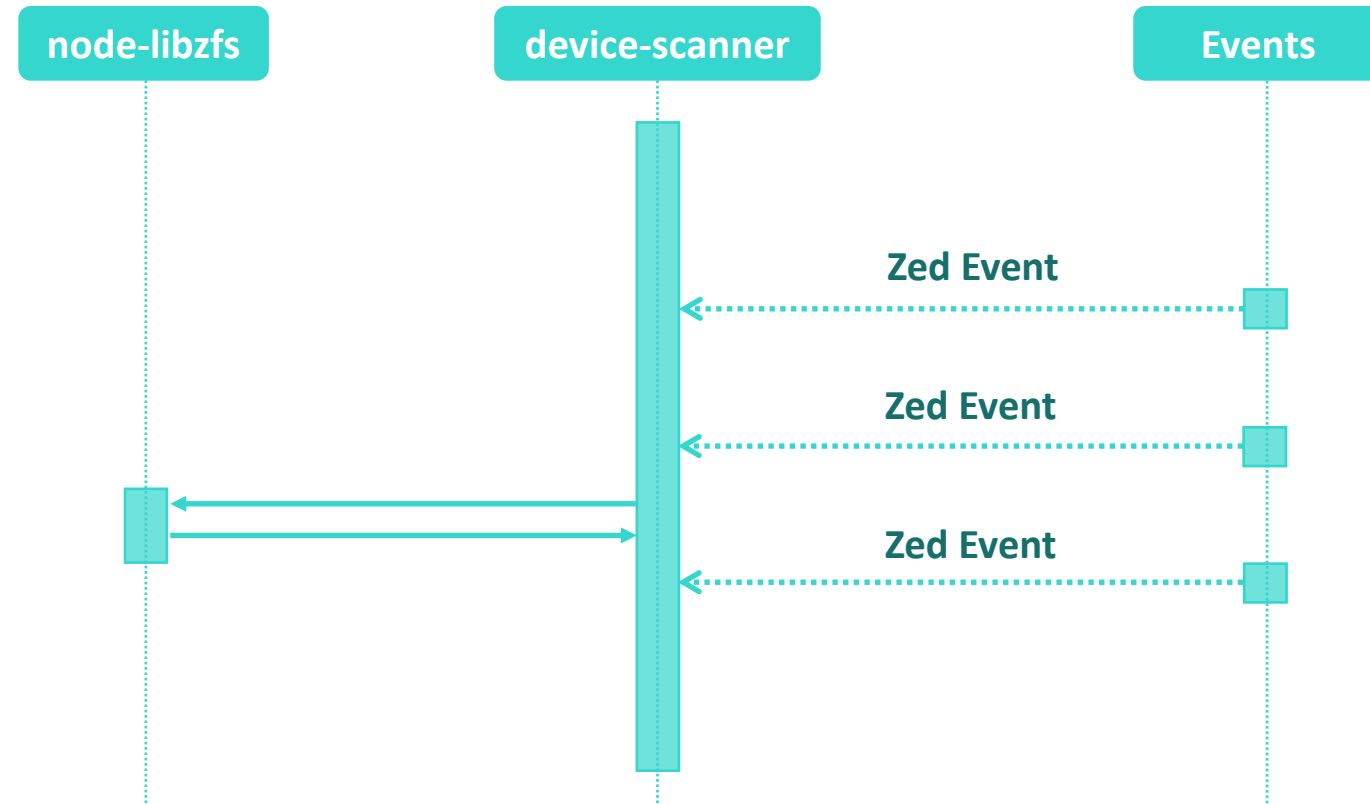 node-libzfs
device-scanner
Events
Zed Event
Zed Event
Zed Event